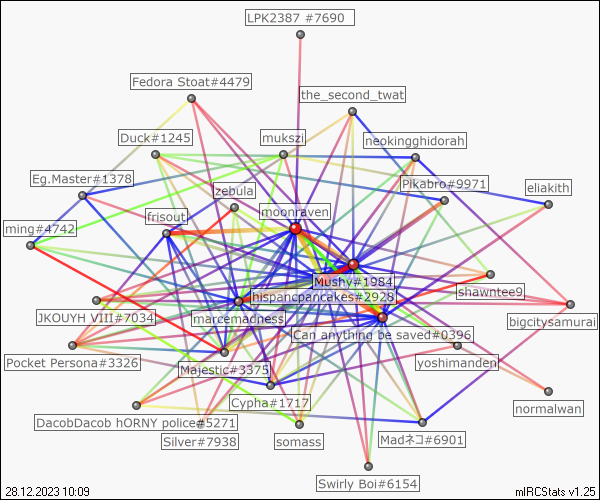 LPK2387 #7690
Fedora Stoat#4479
the_second_twat
Duck#1245
mukszi
neokingghidorah
Eg.Master#1378
zebula
Pikabro#9971
eliakith
ming#4742
frisout
moonraven
Mushy#1984
hispancpancakes#2928
shawntee9
JKOUYH VIII#7034
marcemadness
bigcitysamurai
Can_anything be saved#0396
Pocket Persona#3326
Majestic#3375
yoshimanden
Cypha#1717
normalwan
DacobDacob hORNY police#5271
Silver#7938
somass
Madネコ#6901
Swirly Boi#6154
28.12.2023 10:09
mIRCStats v1.25